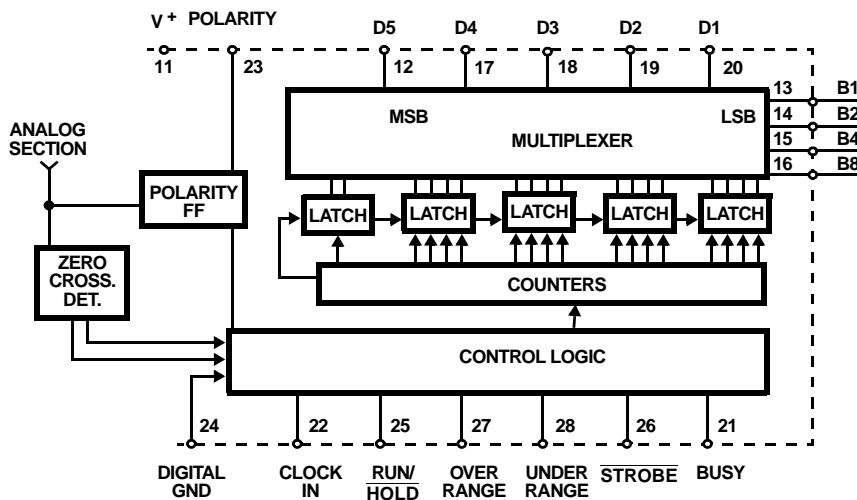 V+ POLARITY D5 D4 D3 D2 D1
11 23 12 17 18 19 20
MSB LSB
MULTIPLEXER
13 B1
14 B2
15 B4
16 B8
ANALOG
SECTION
POLARITY
FF
LATCH LATCH LATCH LATCH LATCH
ZERO
CROSS.
DET.
COUNTERS
CONTROL LOGIC
24 22 25 27 28 26 21
DIGITAL
GND
CLOCK
IN
RUN/
HOLD
OVER
RANGE
UNDER
RANGE
STROBE
BUSY